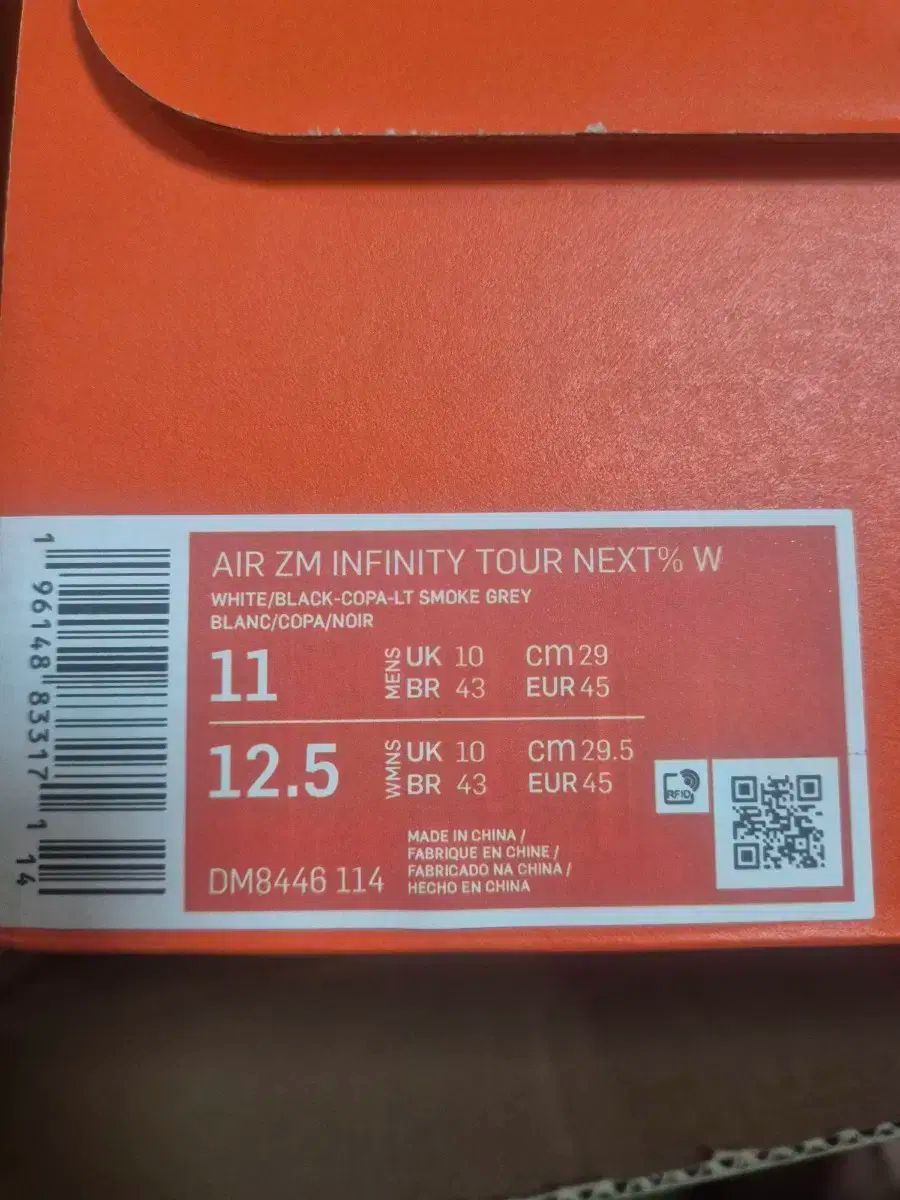 AIR ZM INFINITY TOUR NEXT% W
WHITE/BLACK-COPA-LT SMOKE GREY
BLANC/COPA/NOIR
11 MENS UK 10 cm 29
BR 43 EUR 45
12.5 WMNS UK 10 cm 29.5
BR 43 EUR 45
RFID
MADE IN CHINA /
FABRIQUE EN CHINE /
FABRICADO NA CHINA /
HECHO EN CHINA
DM8446 114
1 96148 83317 1 14